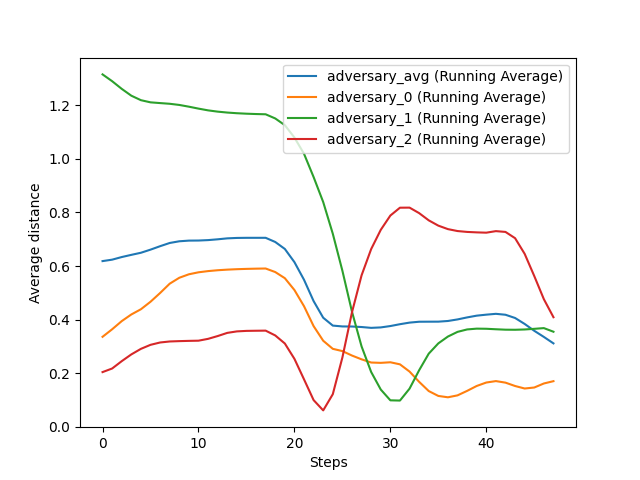 adversary_avg (Running Average)
adversary_0 (Running Average)
adversary_1 (Running Average)
adversary_2 (Running Average)
Average distance
1.2
1.0
0.8
0.6
0.4
0.2
0.0
0 10 20 30 40
Steps